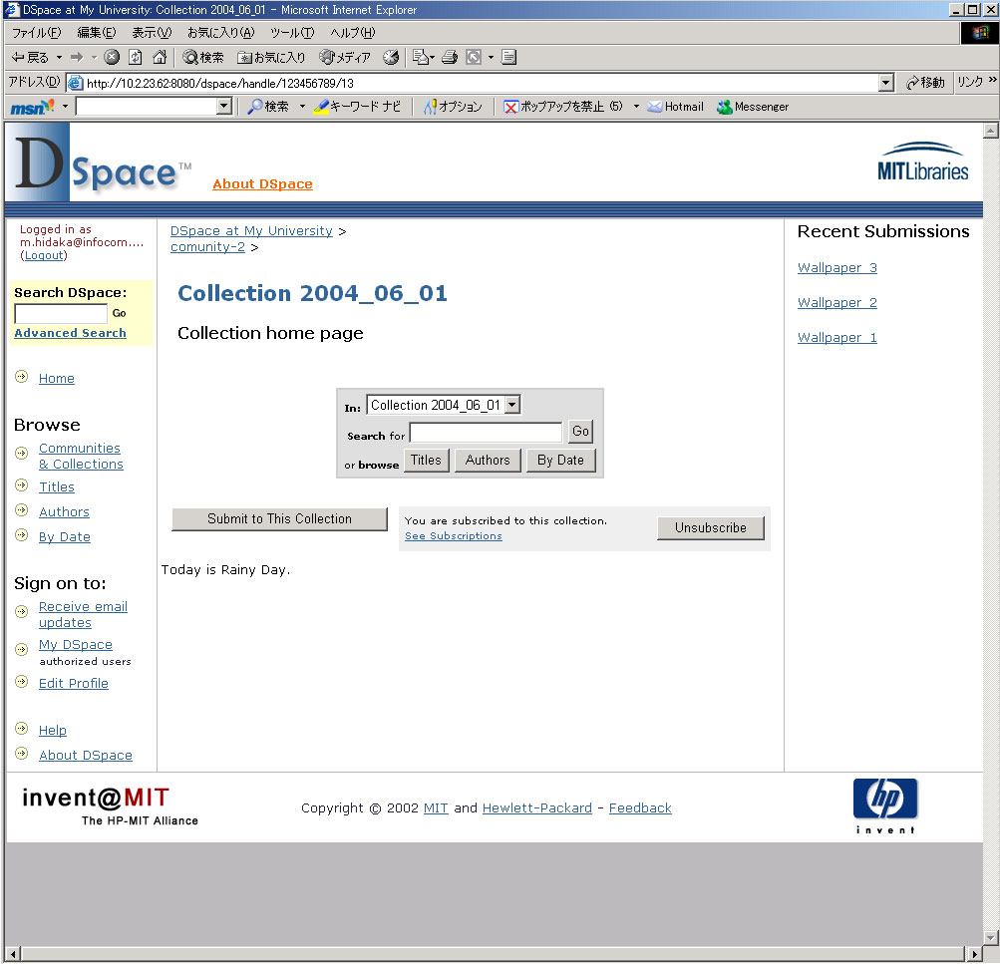 DSpace at My University: Collection 2004_06_01 - Microsoft Internet Explorer
ファイル(F) 編集(E) 表示(V) お気に入り(A) ツール(T) ヘルプ(H)
戻る 検索 お気に入り メディア
アドレス(D) http://10.2.23.62:8080/dspace/handle/123456789/13 移動 リンク »
msn 検索 キーワード ナビ オプション ポップアップを禁止 (5) Hotmail Messenger
DSpace™ About DSpace MITLibraries
Logged in as
m.hidaka@infocom....
(Logout)
Search DSpace:
Go
Advanced Search
Home
Browse
Communities
& Collections
Titles
Authors
By Date
Sign on to:
Receive email
updates
My DSpace
authorized users
Edit Profile
Help
About DSpace
DSpace at My University >
comunity-2 >
Collection 2004_06_01
Collection home page
In: Collection 2004_06_01
Search for Go
or browse Titles Authors By Date
Submit to This Collection
You are subscribed to this collection.
See Subscriptions
Unsubscribe
Today is Rainy Day.
Recent Submissions
Wallpaper_3
Wallpaper_2
Wallpaper_1
invent@MIT
The HP-MIT Alliance
Copyright © 2002 MIT and Hewlett-Packard - Feedback
hp
invent